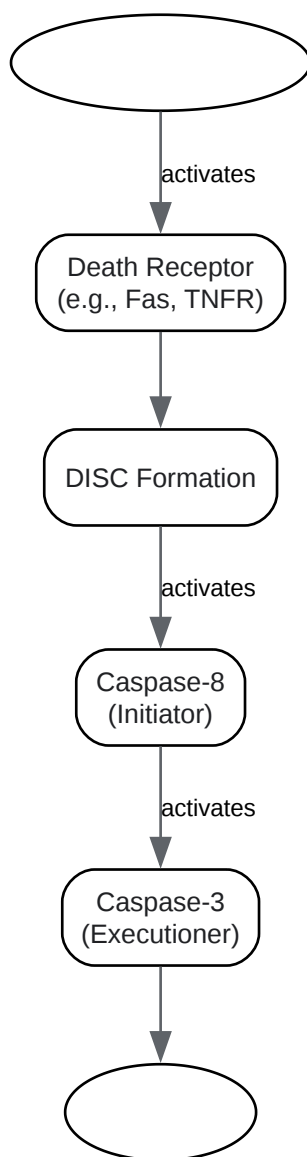 activates
Death Receptor
(e.g., Fas, TNFR)
DISC Formation
activates
Caspase-8
(Initiator)
activates
Caspase-3
(Executioner)